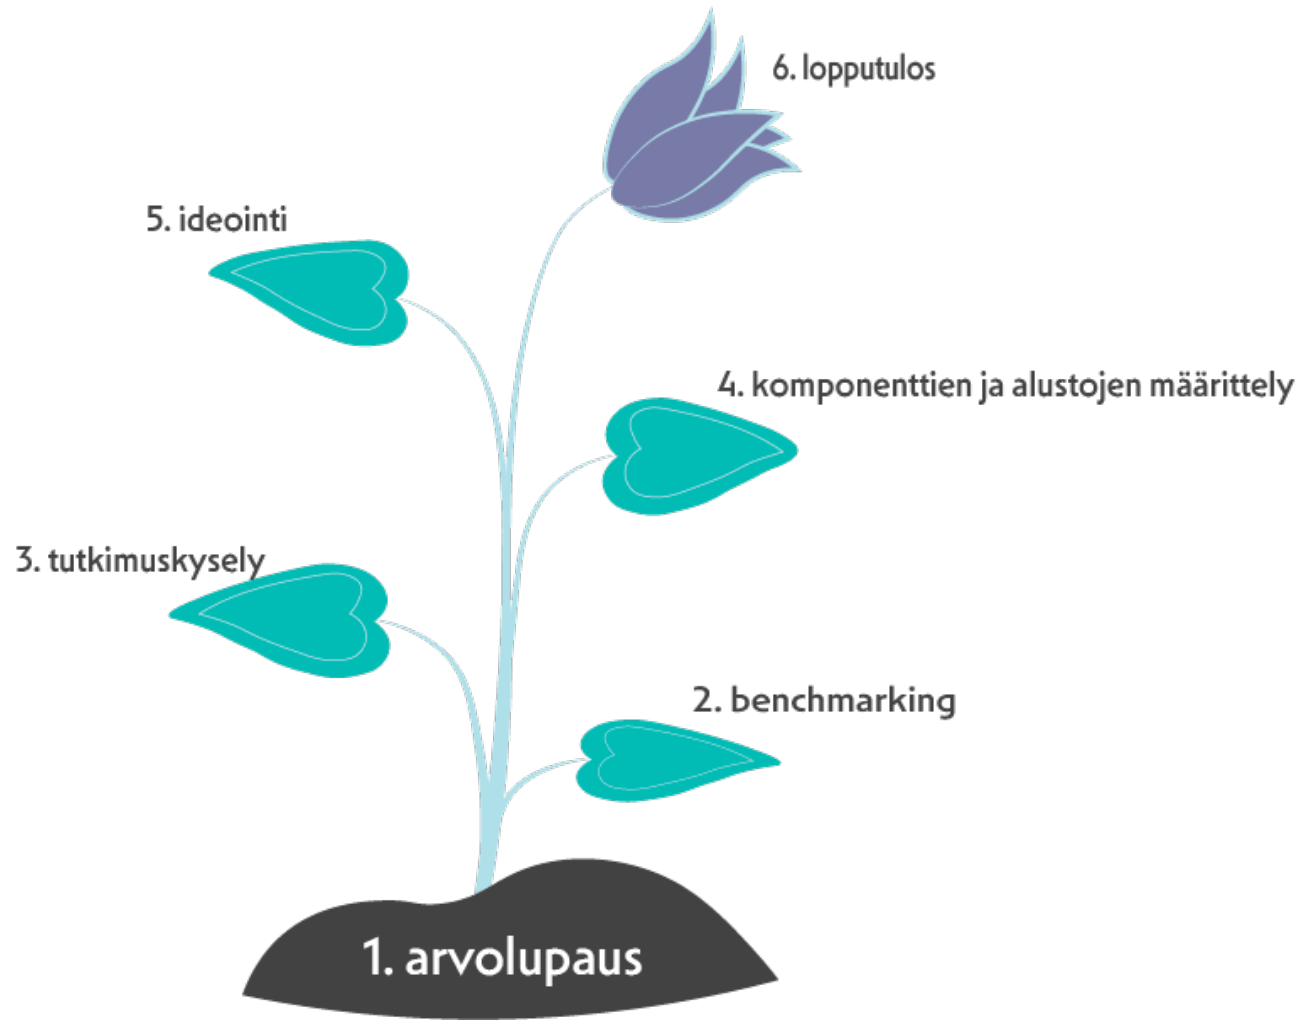 6. lopputulos
5. ideointi
4. komponenttien ja alustojen määrittely
3. tutkimuskysely
2. benchmarking
1. arvolupaus